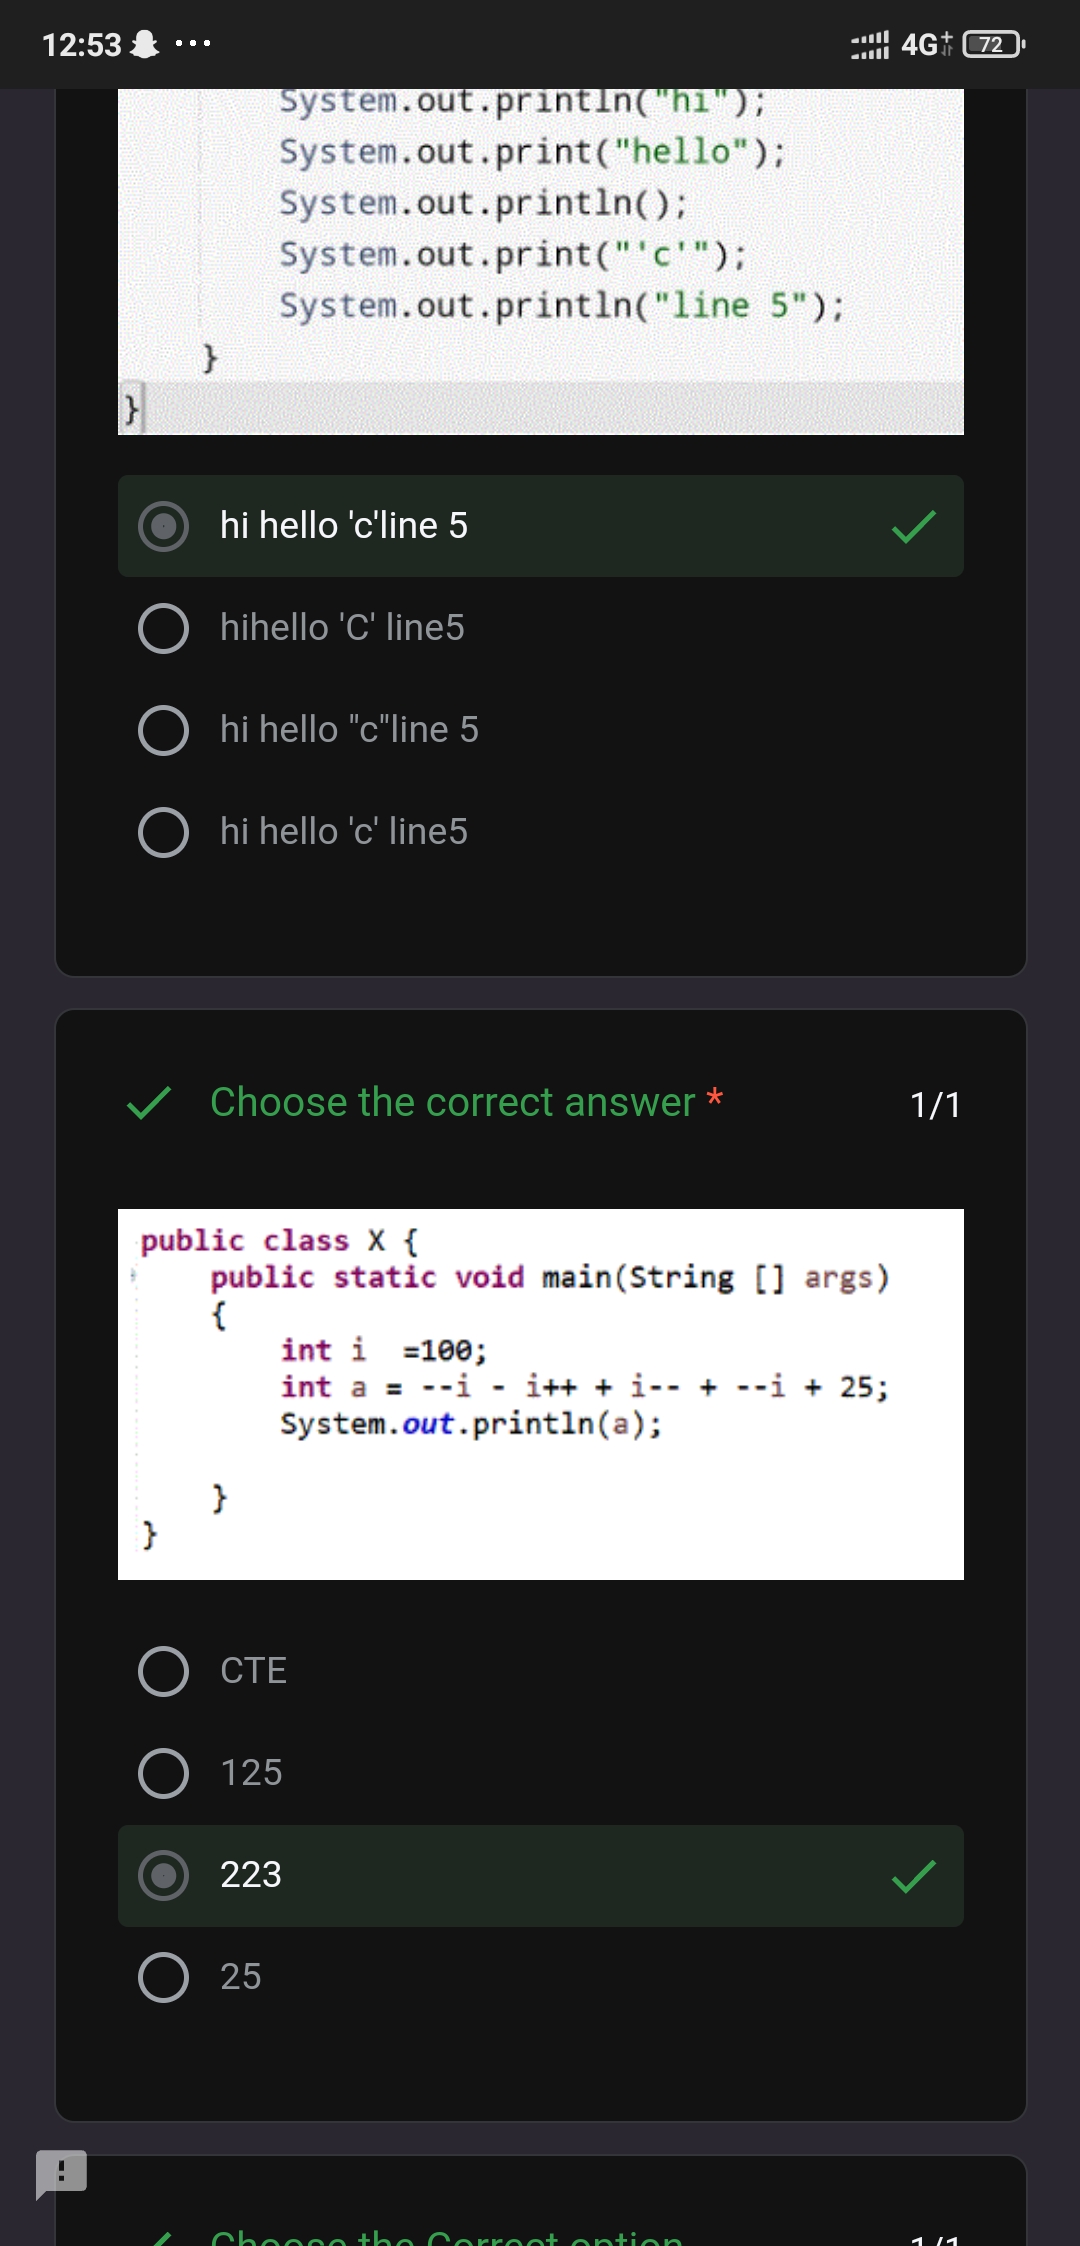 12:53 ... 4G+ 72
System.out.println("hi");
System.out.print("hello");
System.out.println();
System.out.print("'c'");
System.out.println("line 5");
}
}
hi hello 'c'line 5
hihello 'C' line5
hi hello "c"line 5
hi hello 'c' line5
Choose the correct answer * 1/1
public class X {
public static void main(String [] args)
{
int i =100;
int a = --i - i++ + i-- + --i + 25;
System.out.println(a);
}
}
CTE
125
223
25
Choose the Correct option 1/1